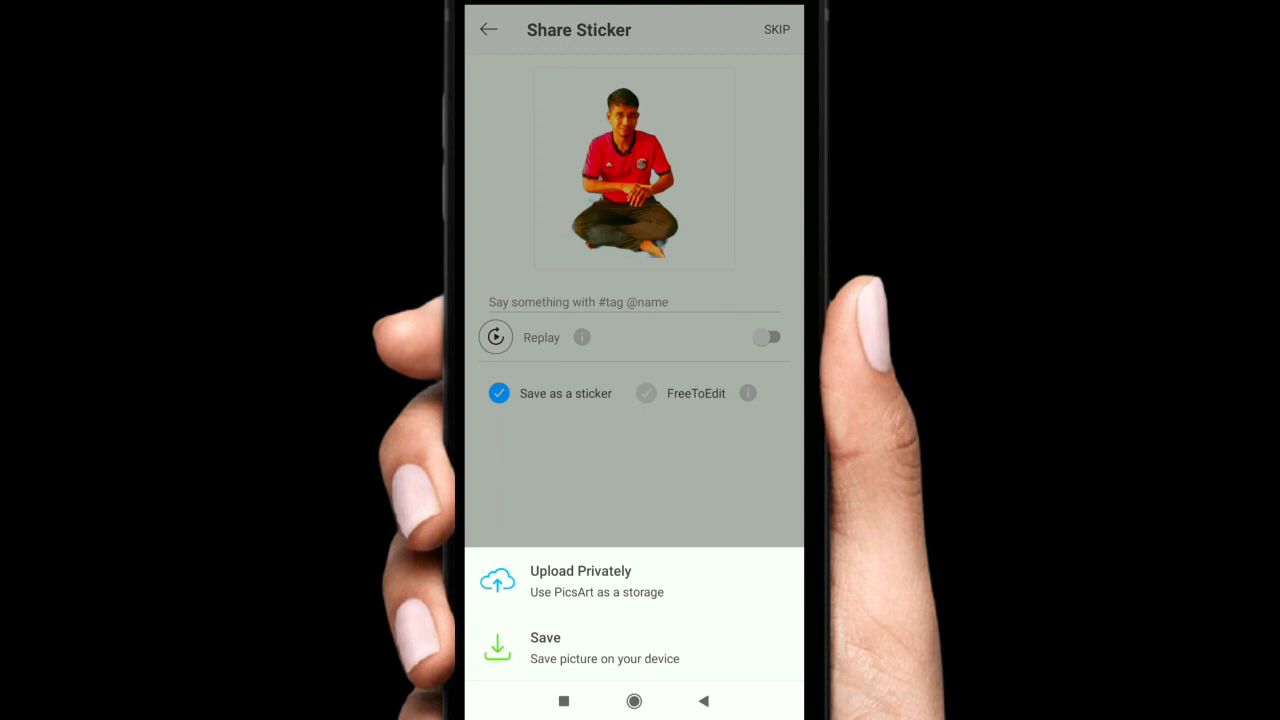 Share Sticker
SKIP
Say something with #tag @name
Replay
Save as a sticker
FreeToEdit
Upload Privately
Use PicsArt as a storage
Save
Save picture on your device